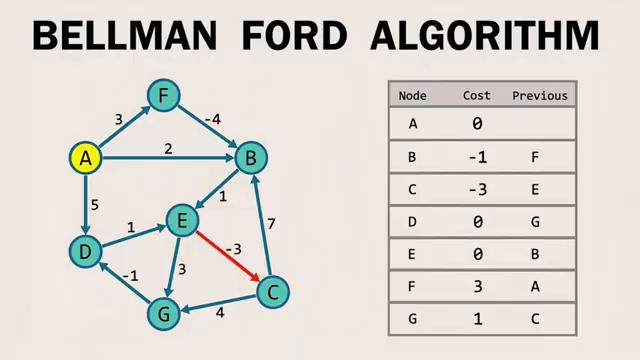 BELLMAN FORD ALGORITHM
F
3
-4
A
2
B
5
1
E
1
-3
7
D
-1
3
C
4
G
Node Cost Previous
A 0
B -1 F
C -3 E
D 0 G
E 0 B
F 3 A
G 1 C